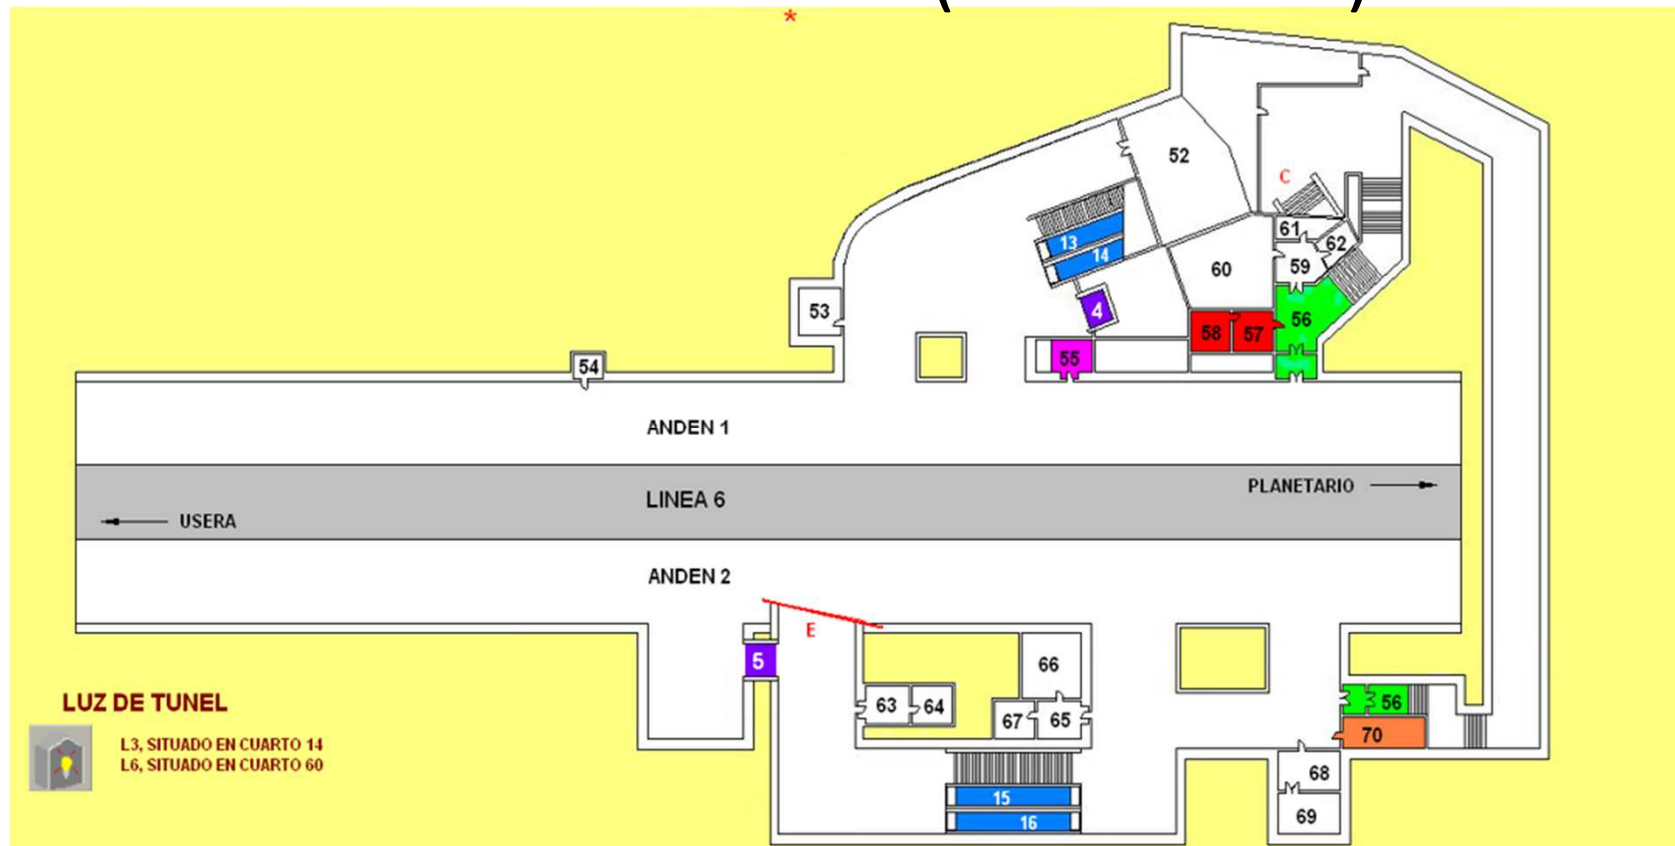 *
52
C
13
61
62
14
60
59
53
4
56
58
57
55
54
ANDEN 1
PLANETARIO
LINEA 6
USERA
ANDEN 2
E
5
66
63
64
67
65
56
70
LUZ DE TUNEL
L3, SITUADO EN CUARTO 14
L6, SITUADO EN CUARTO 60
68
15
16
69